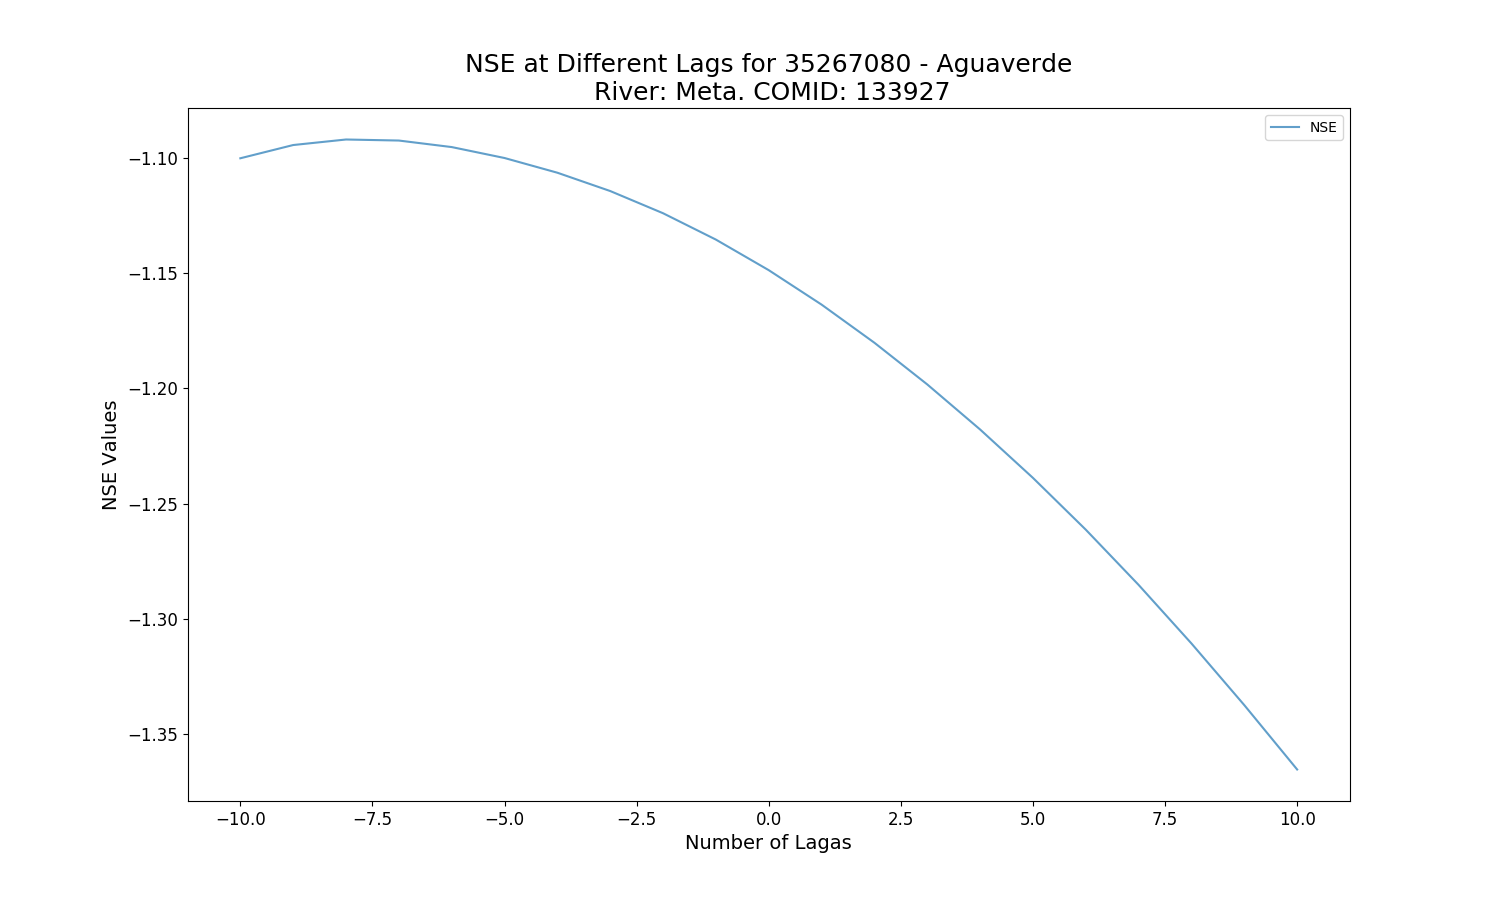 NSE at Different Lags for 35267080 - Aguaverde
River: Meta. COMID: 133927
NSE
−1.10
−1.15
−1.20
−1.25
−1.30
−1.35
NSE Values
−10.0 −7.5 −5.0 −2.5 0.0 2.5 5.0 7.5 10.0
Number of Lagas